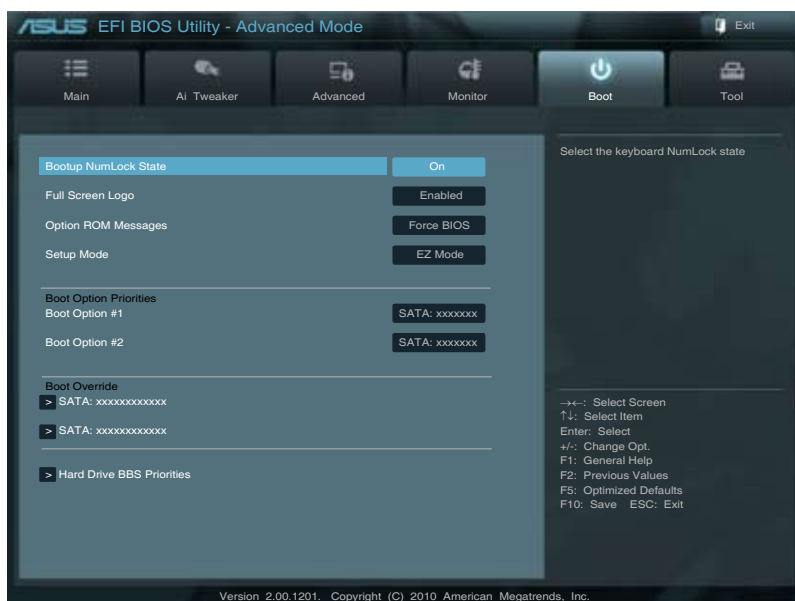 ASUS EFI BIOS Utility - Advanced Mode
Exit
Main
Ai Tweaker
Advanced
Monitor
Boot
Tool
Bootup NumLock State On
Full Screen Logo Enabled
Option ROM Messages Force BIOS
Setup Mode EZ Mode
Boot Option Priorities
Boot Option #1 SATA: xxxxxxx
Boot Option #2 SATA: xxxxxxx
Boot Override
> SATA: xxxxxxxxxxxx
> SATA: xxxxxxxxxxxx
> Hard Drive BBS Priorities
Select the keyboard NumLock state
→←: Select Screen
↑↓: Select Item
Enter: Select
+/-: Change Opt.
F1: General Help
F2: Previous Values
F5: Optimized Defaults
F10: Save ESC: Exit
Version 2.00.1201. Copyright (C) 2010 American Megatrends, Inc.